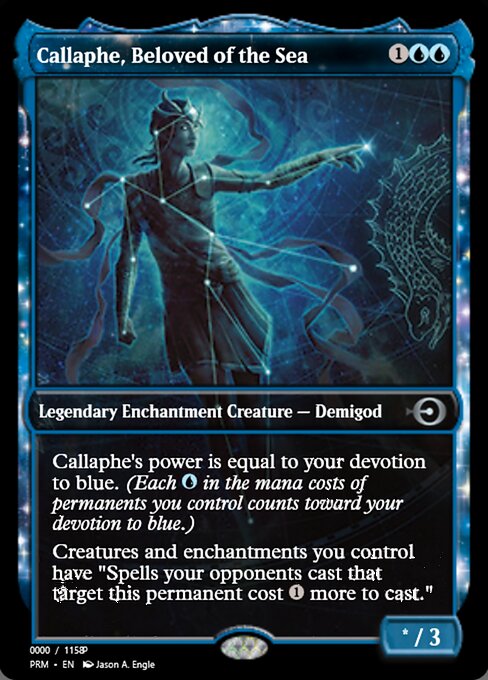 Callaphe, Beloved of the Sea 1
Legendary Enchantment Creature — Demigod
Callaphe's power is equal to your devotion
to blue. (Each in the mana costs of
permanents you control counts toward your
devotion to blue.)
Creatures and enchantments you control
have "Spells your opponents cast that
target this permanent cost 1 more to cast."
* / 3
0000 / 1158P
PRM • EN Jason A. Engle